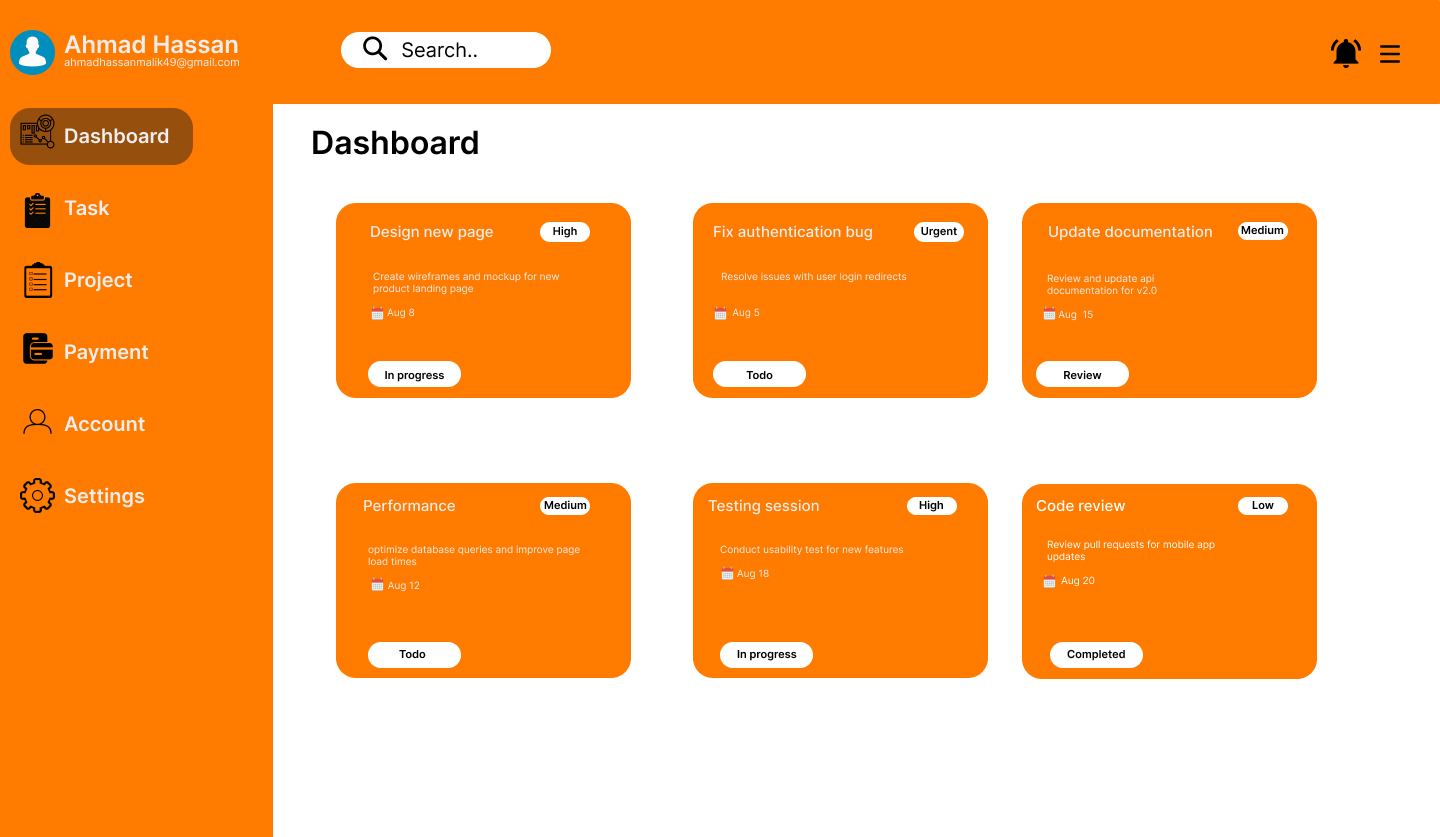 Ahmad Hassan
ahmadhassanmalik49@gmail.com
Search..
Dashboard
Task
Project
Payment
Account
Settings
Dashboard
Design new page
High
Create wireframes and mockup for new
product landing page
Aug 8
In progress
Fix authentication bug
Urgent
Resolve issues with user login redirects
Aug 5
Todo
Update documentation
Medium
Review and update api
documentation for v2.0
Aug 15
Review
Performance
Medium
optimize database queries and improve page
load times
Aug 12
Todo
Testing session
High
Conduct usability test for new features
Aug 18
In progress
Code review
Low
Review pull requests for mobile app
updates
Aug 20
Completed